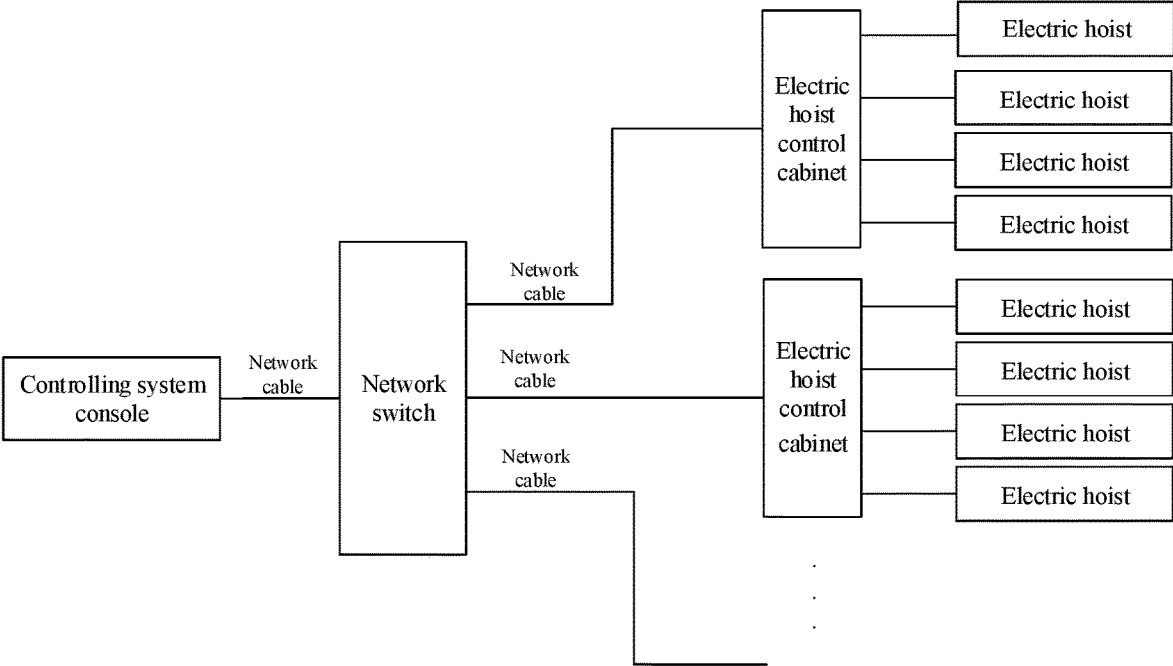 Electric hoist
Electric
hoist
control
cabinet
Electric hoist
Electric hoist
Electric hoist
Network
cable
Electric hoist
Electric
hoist
control
cabinet
Electric hoist
Electric hoist
Electric hoist
Network
cable
Network
cable
Controlling system
console
Network
switch
Network
cable